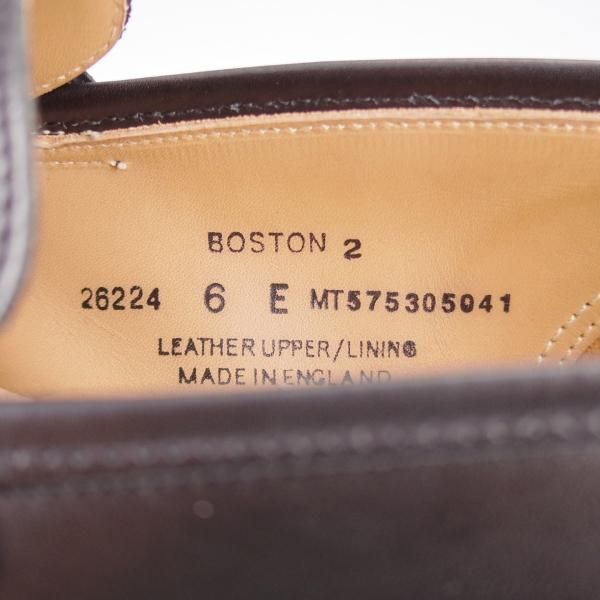 BOSTON 2
26224 6 E MT575305041
LEATHER UPPER/LINING
MADE IN ENGLAND